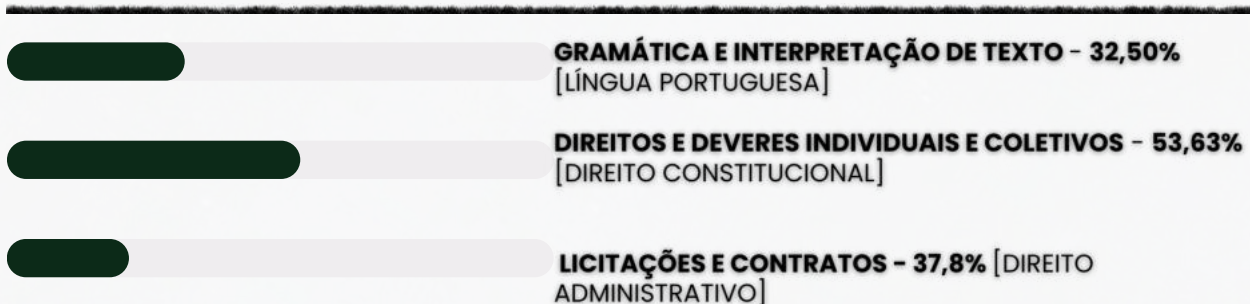 GRAMÁTICA E INTERPRETAÇÃO DE TEXTO - 32,50%
[LÍNGUA PORTUGUESA]
DIREITOS E DEVERES INDIVIDUAIS E COLETIVOS - 53,63%
[DIREITO CONSTITUCIONAL]
LICITAÇÕES E CONTRATOS - 37,8% [DIREITO
ADMINISTRATIVO]